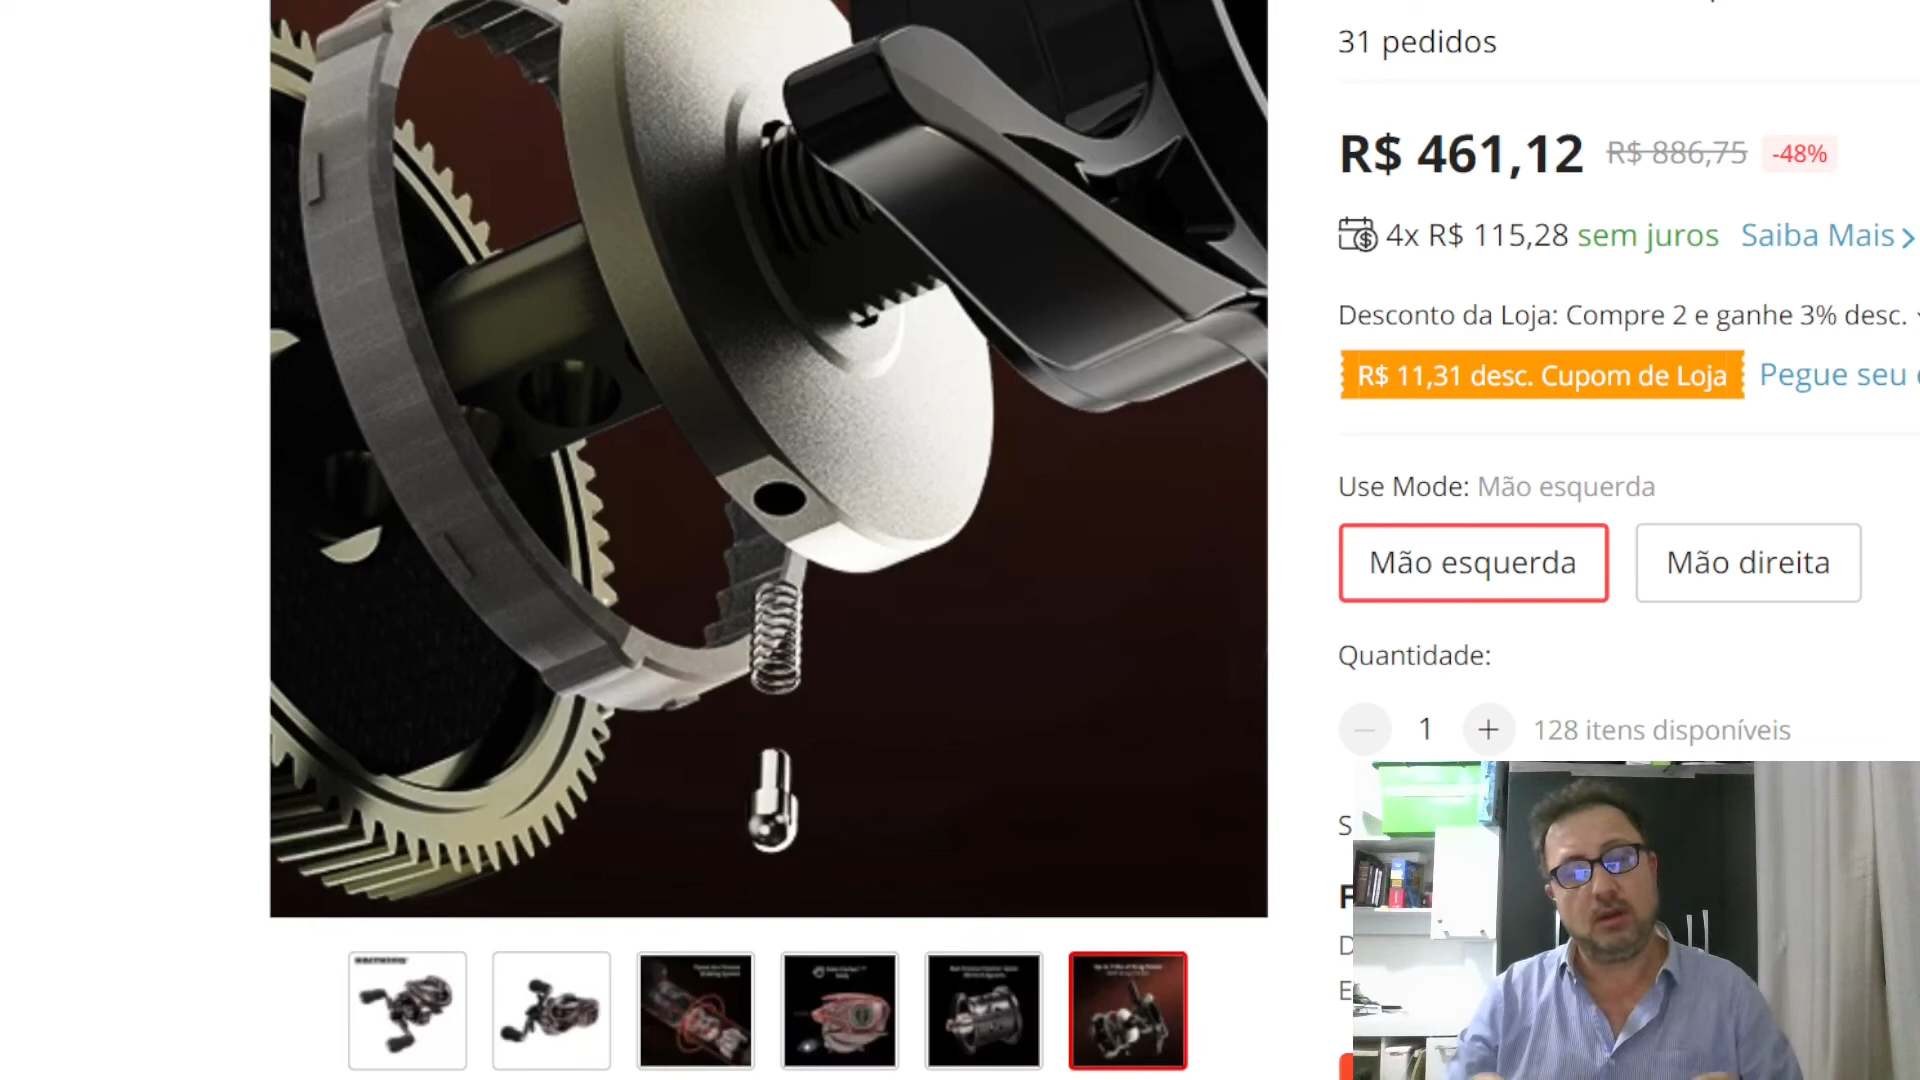 31 pedidos
R$ 461,12 R$ 886,75 -48%
4x R$ 115,28 sem juros Saiba Mais
Desconto da Loja: Compre 2 e ganhe 3% desc.
R$ 11,31 desc. Cupom de Loja Pegue seu
Use Mode: Mão esquerda
Mão esquerda Mão direita
Quantidade:
1 128 itens disponíveis
S
F
D
E